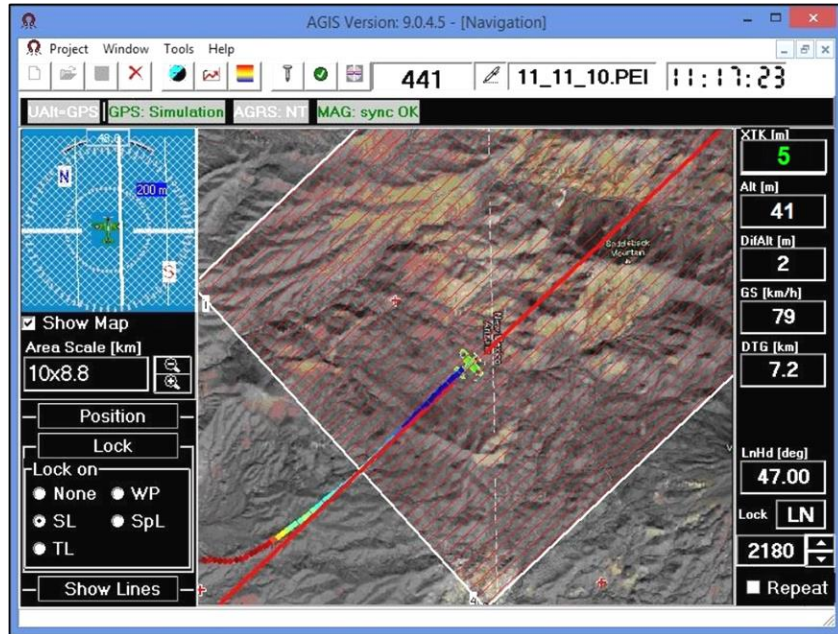 AGIS Version: 9.0.4.5 - [Navigation]
Project Window Tools Help
441
11_11_10.PEI
11:17:23
UAlt=GPS GPS: Simulation AGRS: NT MAG: sync OK
N
200 m
S
Show Map
Area Scale [km]
10x8.8
Position
Lock
Lock on
None WP
SL SpL
TL
Show Lines
1
Saddleback
Mountain
4
XTK [m]
5
Alt [m]
41
DifAlt [m]
2
GS [km/h]
79
DTG [km]
7.2
LnHd [deg]
47.00
Lock LN
2180
Repeat